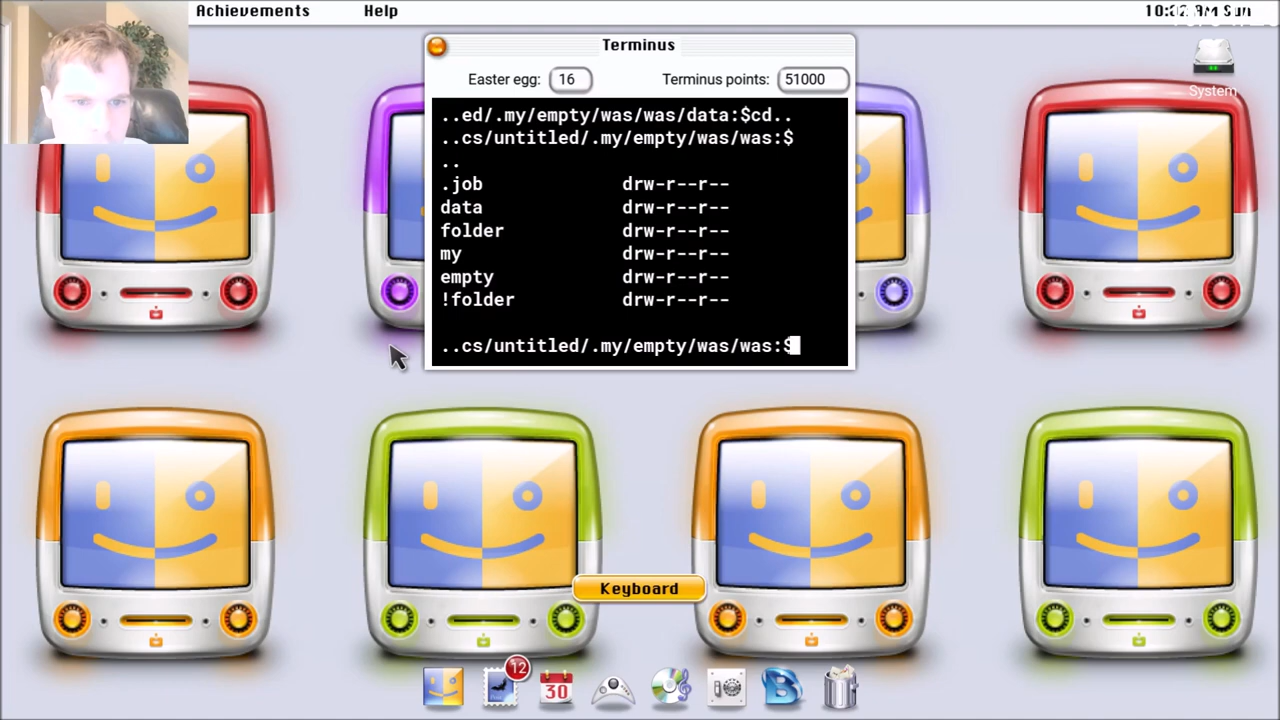 Achievements Help
Terminus
Easteregg: 16 Terminus points: 51000
..ed/.my/empty/was/was/data:$cd..
..cs/untitled/.my/empty/was/was:$
..
.job drw-r--r--
data drw-r--r--
folder drw-r--r--
my drw-r--r--
empty drw-r--r--
!folder drw-r--r--
..cs/untitled/.my/empty/was/was:$
System
Keyboard
12
30